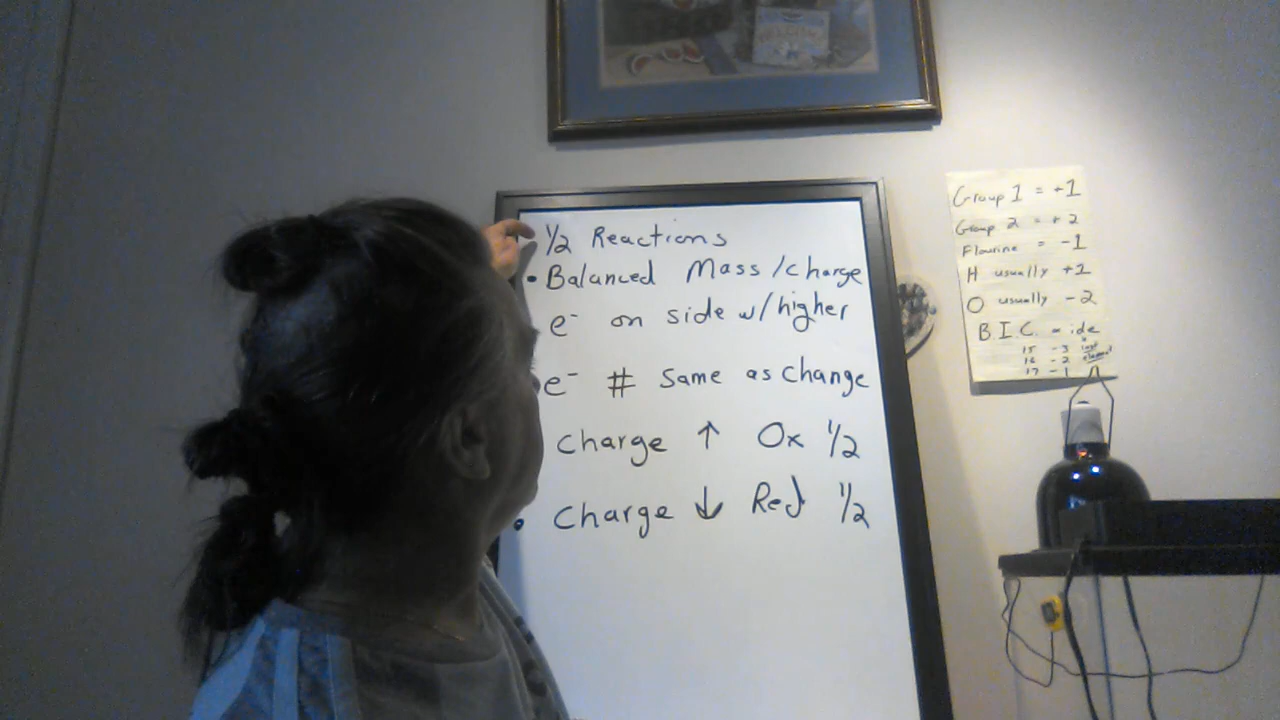 ½ Reactions
• Balanced Mass/charge
e⁻ on side w/higher
e⁻ # same as change
charge ↑ Ox ½
• charge ↓ Red ½
Group 1 = +1
Group 2 = +2
Flourine = -1
H usually +1
O usually -2
B.I.C. = ide
15 -3 last
16 -2 element
17 -1